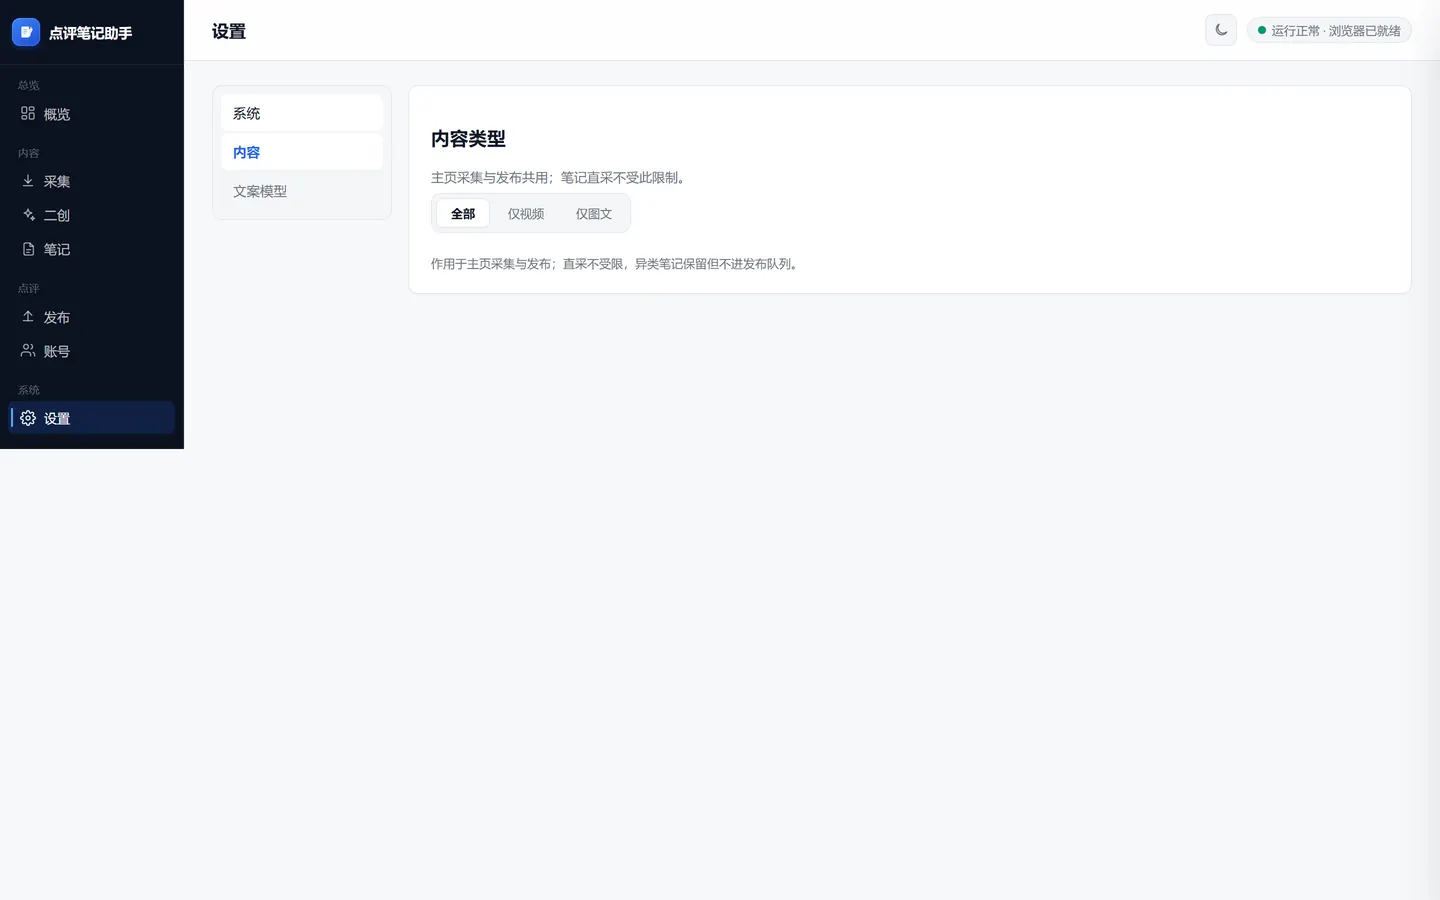 点评笔记助手
总览
概览
内容
采集
二创
笔记
点评
发布
账号
系统
设置
设置
运行正常 · 浏览器已就绪
系统
内容
文案模型
内容类型
主页采集与发布共用；笔记直采不受此限制。
全部 仅视频 仅图文
作用于主页采集与发布；直采不受限，异类笔记保留但不进发布队列。